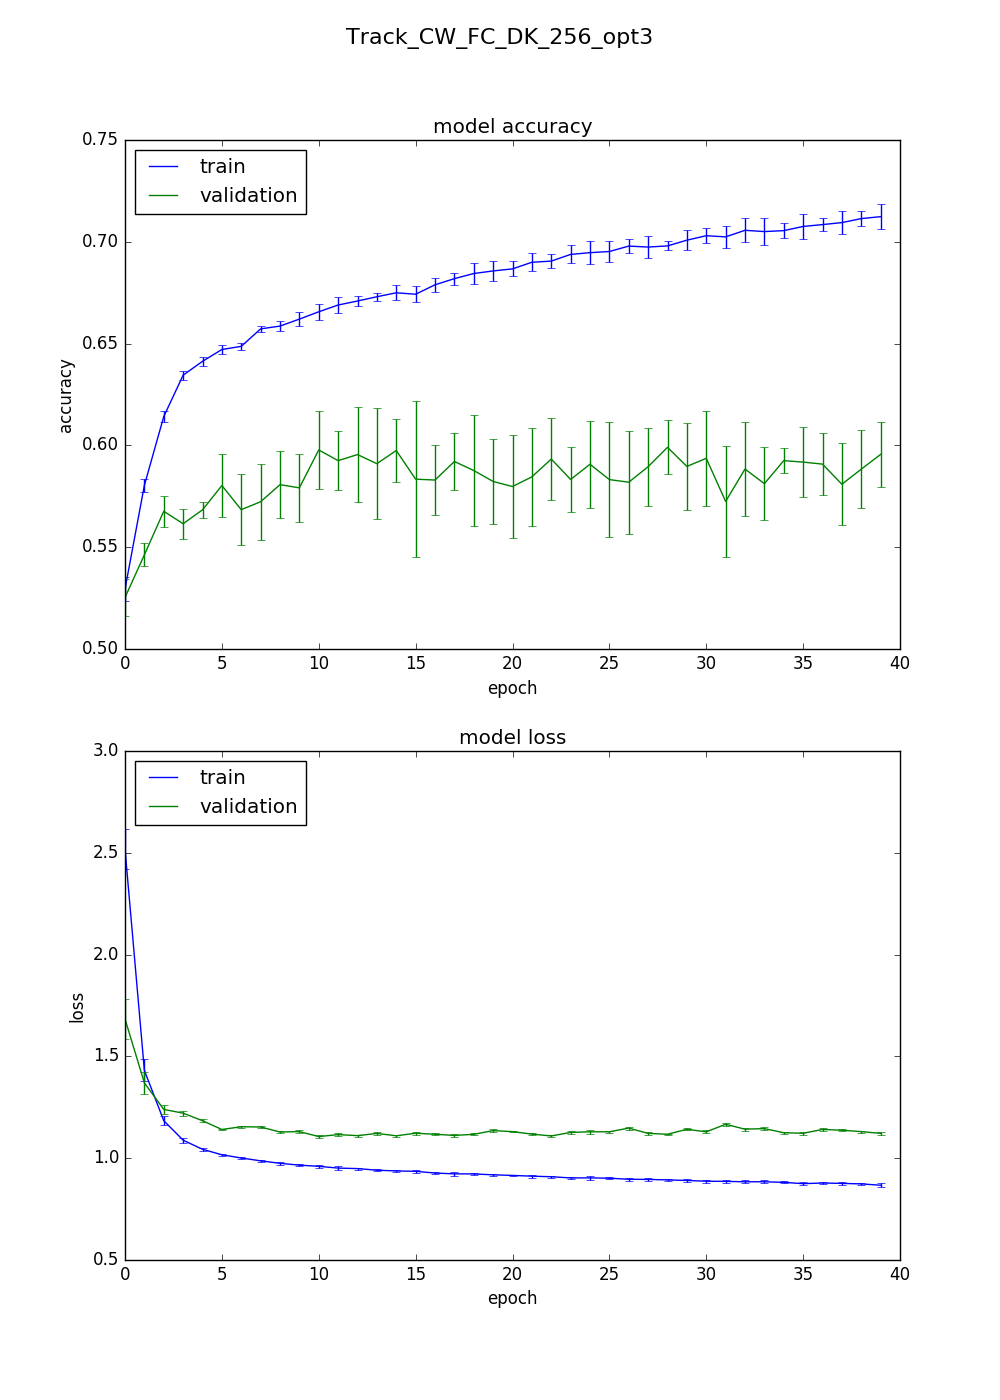 Track_CW_FC_DK_256_opt3
model accuracy
0.75
0.70
0.65
0.60
0.55
0.50
accuracy
train
validation
0 5 10 15 20 25 30 35 40
epoch
model loss
3.0
2.5
2.0
1.5
1.0
0.5
loss
train
validation
0 5 10 15 20 25 30 35 40
epoch